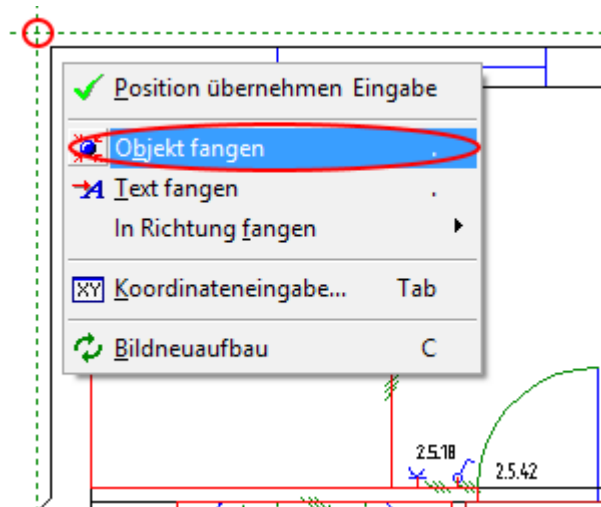 Position übernehmen Eingabe
Objekt fangen .
A Text fangen .
In Richtung fangen
XY Koordinateneingabe... Tab
Bildneuaufbau C
2.5.18
2.5.42